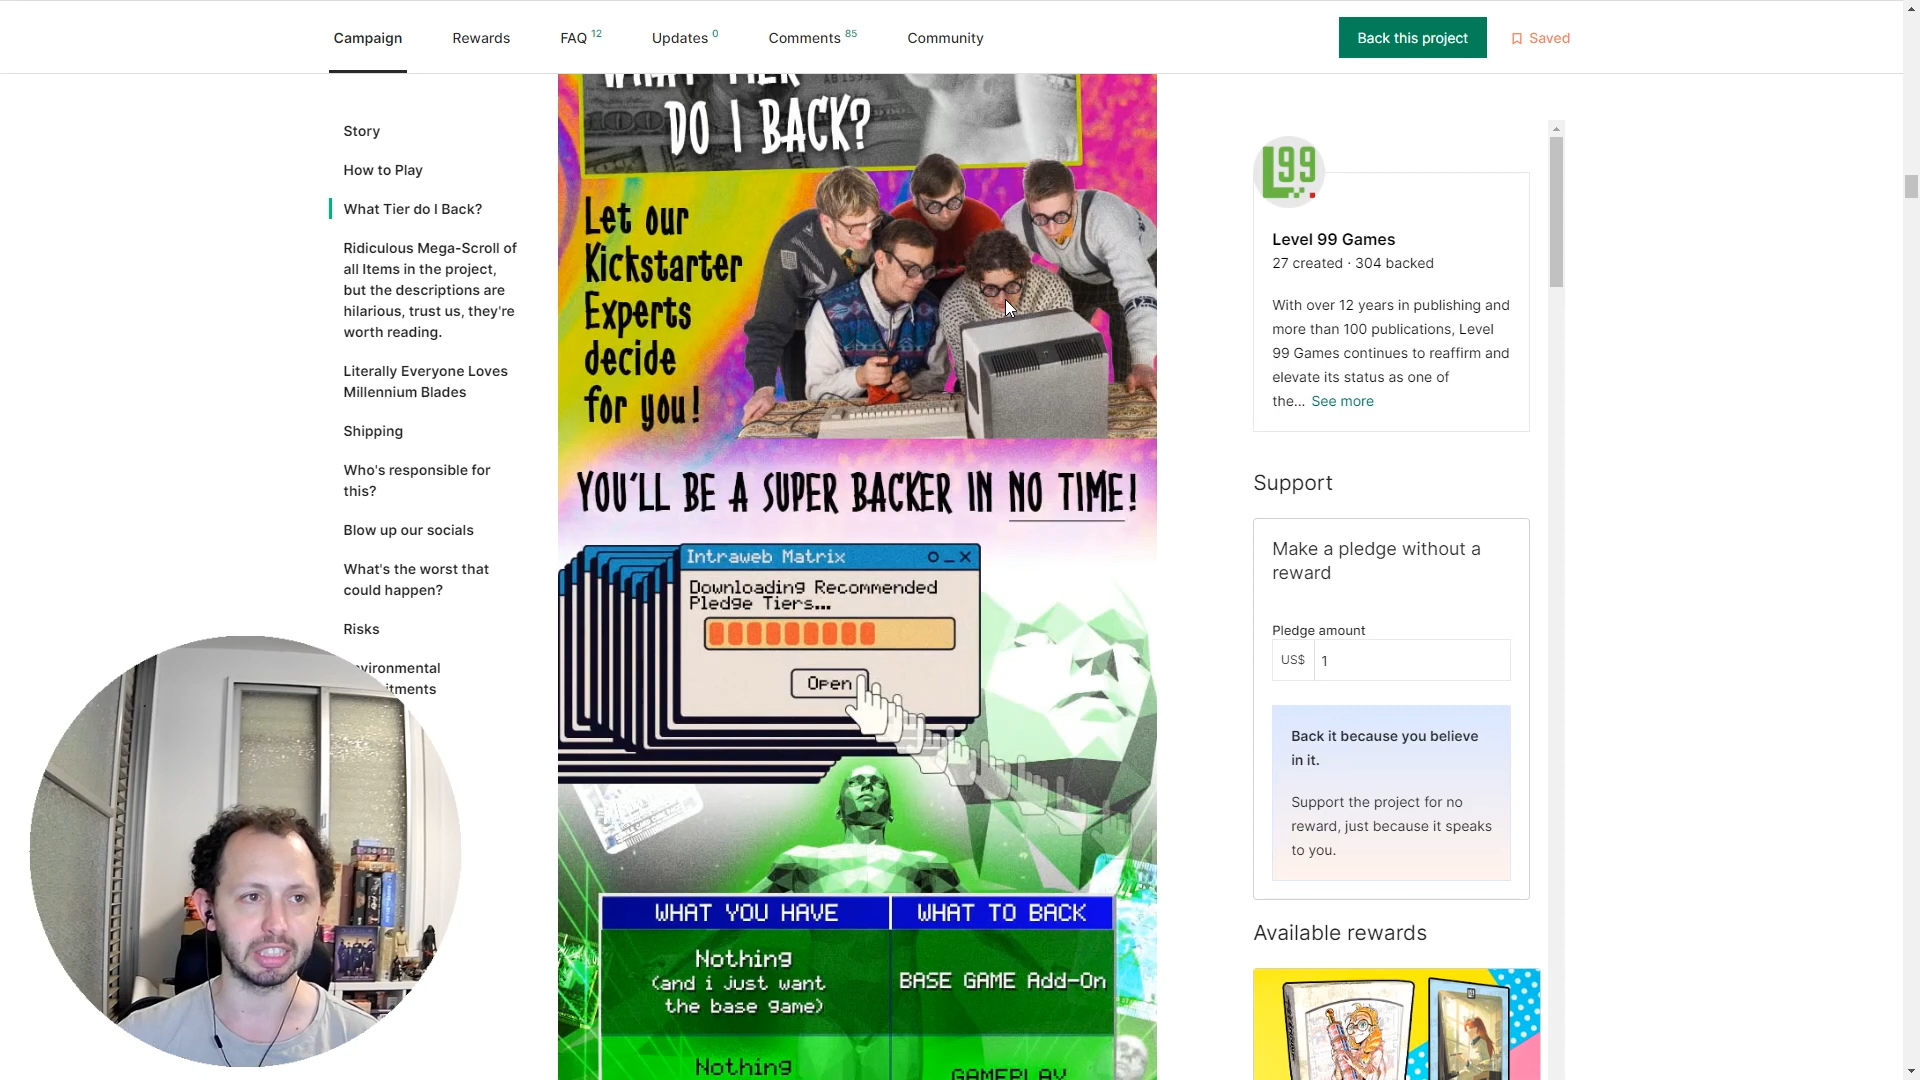 Campaign
Rewards
FAQ 12
Updates 0
Comments 85
Community
Back this project
Saved
Story
How to Play
What Tier do I Back?
Ridiculous Mega-Scroll of
all Items in the project,
but the descriptions are
hilarious, trust us, they're
worth reading.
Literally Everyone Loves
Millennium Blades
Shipping
Who's responsible for
this?
Blow up our socials
What's the worst that
could happen?
Risks
WHAT TIER
DO I BACK?
Let our
Kickstarter
Experts
decide
for you!
YOU'LL BE A SUPER BACKER IN NO TIME!
Intraweb Matrix
Downloading Recommended
Pledge Tiers...
Open
WHAT YOU HAVE
WHAT TO BACK
Nothing
(and i just want
the base game)
BASE GAME Add-On
Nothing
GAMEPLAY
L99
Level 99 Games
27 created · 304 backed
With over 12 years in publishing and
more than 100 publications, Level
99 Games continues to reaffirm and
elevate its status as one of
the... See more
Support
Make a pledge without a
reward
Pledge amount
US$ 1
Back it because you believe
in it.
Support the project for no
reward, just because it speaks
to you.
Available rewards